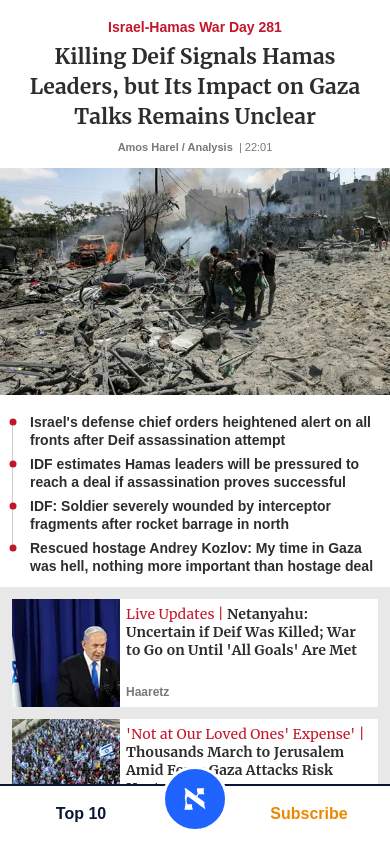 Israel-Hamas War Day 281
Killing Deif Signals Hamas
Leaders, but Its Impact on Gaza
Talks Remains Unclear
Amos Harel / Analysis | 22:01
Israel's defense chief orders heightened alert on all
fronts after Deif assassination attempt
IDF estimates Hamas leaders will be pressured to
reach a deal if assassination proves successful
IDF: Soldier severely wounded by interceptor
fragments after rocket barrage in north
Rescued hostage Andrey Kozlov: My time in Gaza
was hell, nothing more important than hostage deal
Live Updates | Netanyahu:
Uncertain if Deif Was Killed; War
to Go on Until 'All Goals' Are Met
Haaretz
'Not at Our Loved Ones' Expense' |
Thousands March to Jerusalem
Amid Gaza Attacks Risk
Top 10
Subscribe